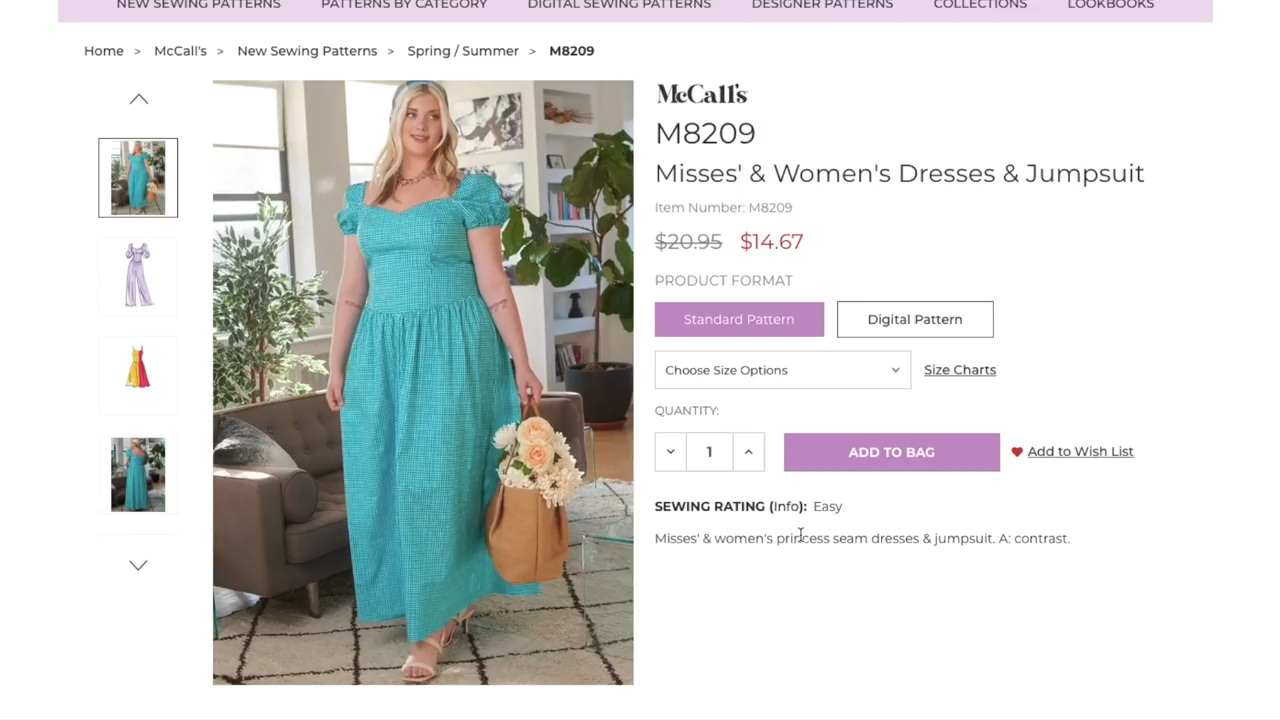 NEW SEWING PATTERNS PATTERNS BY CATEGORY DIGITAL SEWING PATTERNS DESIGNER PATTERNS COLLECTIONS LOOKBOOKS
Home > McCall's > New Sewing Patterns > Spring / Summer > M8209
McCall's
M8209
Misses' & Women's Dresses & Jumpsuit
Item Number: M8209
$20.95 $14.67
PRODUCT FORMAT
Standard Pattern Digital Pattern
Choose Size Options Size Charts
QUANTITY:
1 ADD TO BAG Add to Wish List
SEWING RATING (Info): Easy
Misses' & women's princess seam dresses & jumpsuit. A: contrast.